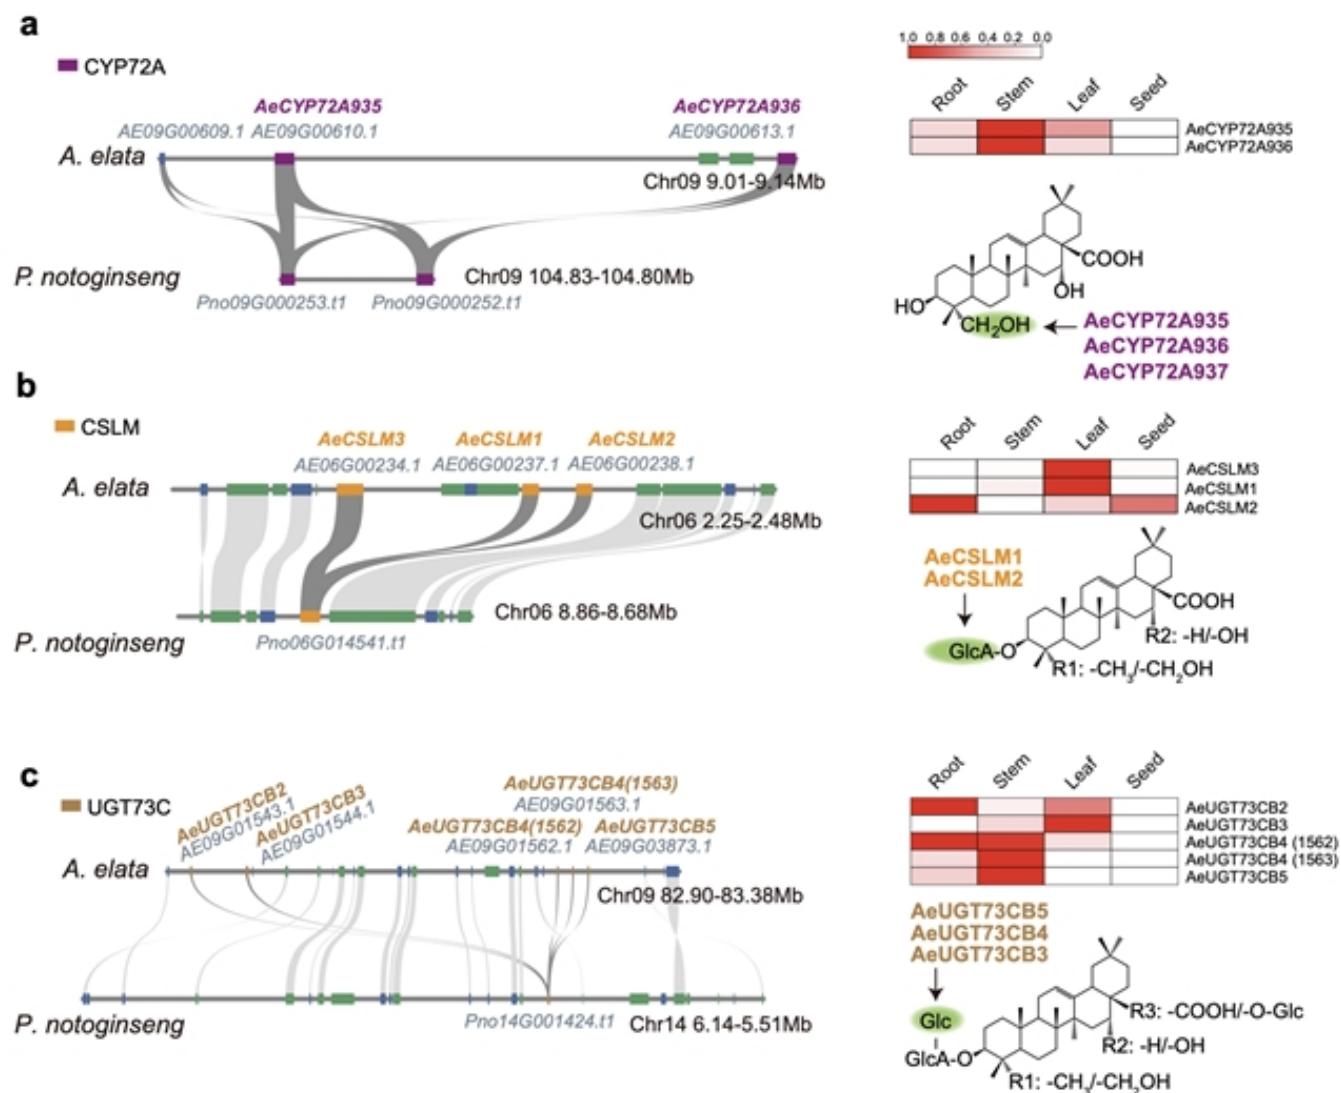 a
CYP72A
AeCYP72A935
AeCYP72A936
AE09G00609.1 AE09G00610.1
AE09G00613.1
A. elata
Chr09 9.01-9.14Mb
P. notoginseng
Chr09 104.83-104.80Mb
Pno09G000253.t1
Pno09G000252.t1
1.0 0.8 0.6 0.4 0.2 0.0
Root Stem Leaf Seed
AeCYP72A935
AeCYP72A936
COOH
OH
HO
CH2OH
AeCYP72A935
AeCYP72A936
AeCYP72A937
b
CSLM
AeCSLM3 AeCSLM1 AeCSLM2
AE06G00234.1 AE06G00237.1 AE06G00238.1
A. elata
Chr06 2.25-2.48Mb
Chr06 8.86-8.68Mb
P. notoginseng
Pno06G014541.t1
Root Stem Leaf Seed
AeCSLM3
AeCSLM1
AeCSLM2
AeCSLM1
AeCSLM2
COOH
R2: -H/-OH
GlcA-O
R1: -CH3/-CH2OH
c
UGT73C
AeUGT73CB2
AE09G01543.1
AeUGT73CB3
AE09G01544.1
AeUGT73CB4(1563)
AE09G01563.1
AeUGT73CB4(1562) AeUGT73CB5
AE09G01562.1 AE09G03873.1
A. elata
Chr09 82.90-83.38Mb
P. notoginseng
Pno14G001424.t1
Chr14 6.14-5.51Mb
Root Stem Leaf Seed
AeUGT73CB2
AeUGT73CB3
AeUGT73CB4 (1562)
AeUGT73CB4 (1563)
AeUGT73CB5
AeUGT73CB5
AeUGT73CB4
AeUGT73CB3
Glc
R3: -COOH/-O-Glc
R2: -H/-OH
GlcA-O
R1: -CH3/-CH2OH